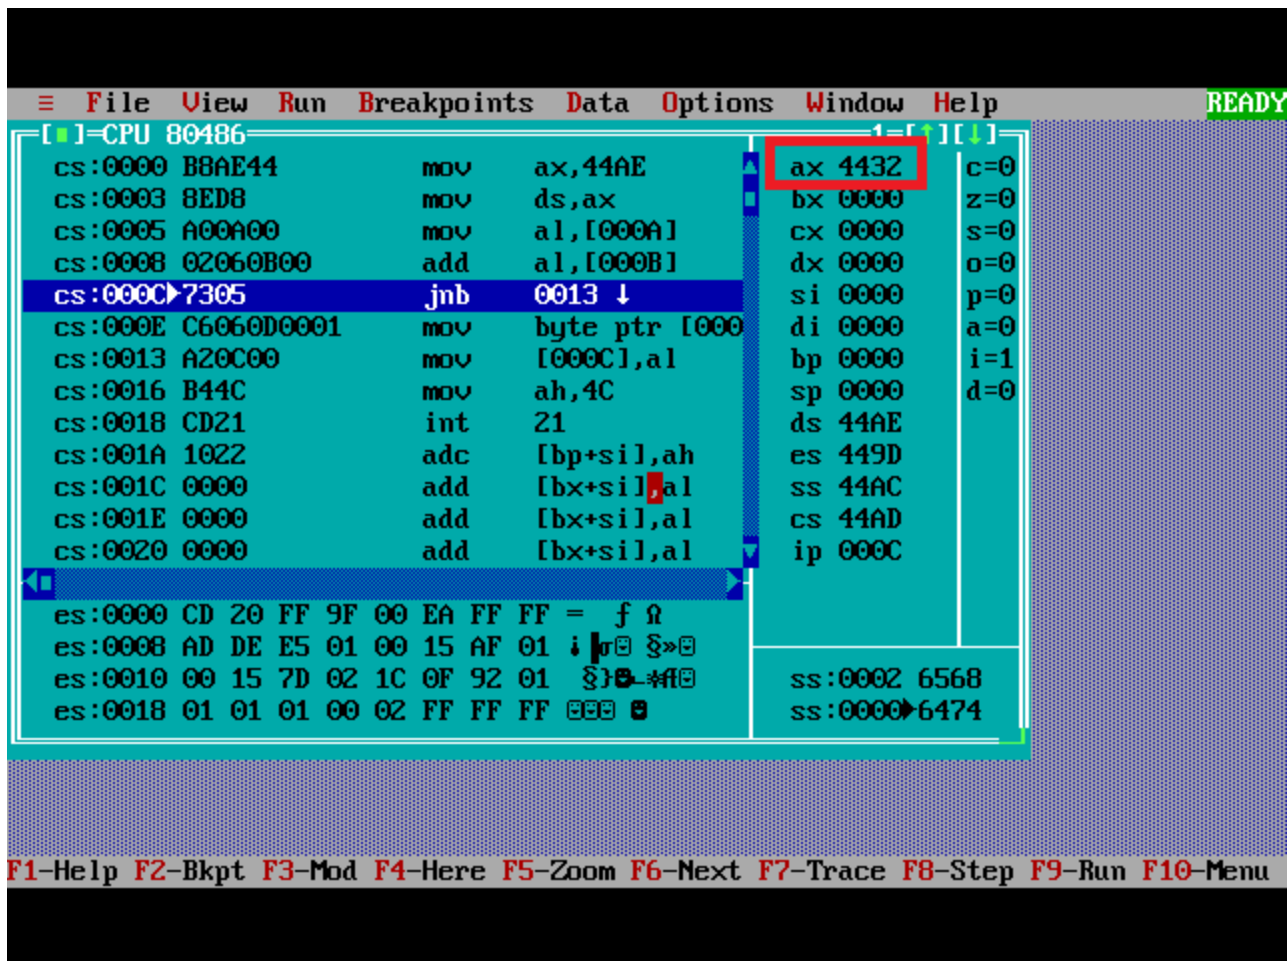 ≡ File View Run Breakpoints Data Options Window Help READY
[■]=CPU 80486 1=[↑][↓]
cs:0000 B8AE44 mov ax,44AE ax 4432 c=0
cs:0003 8ED8 mov ds,ax bx 0000 z=0
cs:0005 A00A00 mov al,[000A] cx 0000 s=0
cs:0008 02060B00 add al,[000B] dx 0000 o=0
cs:000C►7305 jnb 0013 ↓ si 0000 p=0
cs:000E C6060D0001 mov byte ptr [000 di 0000 a=0
cs:0013 A20C00 mov [000C],al bp 0000 i=1
cs:0016 B44C mov ah,4C sp 0000 d=0
cs:0018 CD21 int 21 ds 44AE
cs:001A 1022 adc [bp+si],ah es 449D
cs:001C 0000 add [bx+si],al ss 44AC
cs:001E 0000 add [bx+si],al cs 44AD
cs:0020 0000 add [bx+si],al ip 000C
es:0000 CD 20 FF 9F 00 EA FF FF = ƒ Ω
es:0008 AD DE E5 01 00 15 AF 01 ¡ ▐σ☺ §»☺
es:0010 00 15 7D 02 1C 0F 92 01 §}☻∟☼Æ☺ ss:0002 6568
es:0018 01 01 01 00 02 FF FF FF ☺☺☺ ☻ ss:0000►6474
F1-Help F2-Bkpt F3-Mod F4-Here F5-Zoom F6-Next F7-Trace F8-Step F9-Run F10-Menu